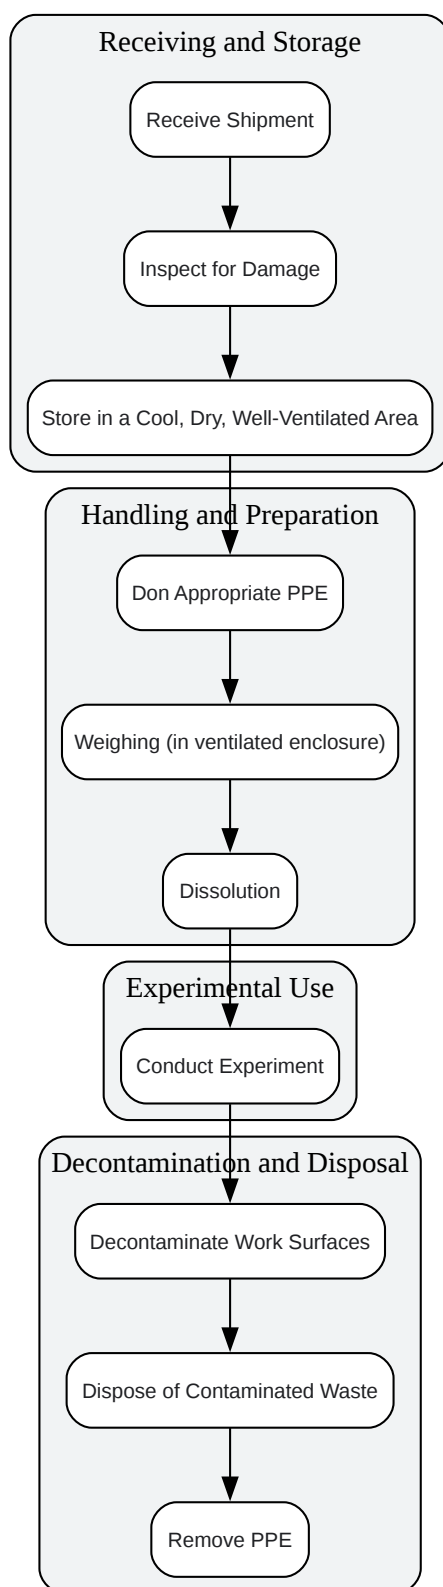 Receiving and Storage
Receive Shipment
Inspect for Damage
Store in a Cool, Dry, Well-Ventilated Area
Handling and Preparation
Don Appropriate PPE
Weighing (in ventilated enclosure)
Dissolution
Experimental Use
Conduct Experiment
Decontamination and Disposal
Decontaminate Work Surfaces
Dispose of Contaminated Waste
Remove PPE